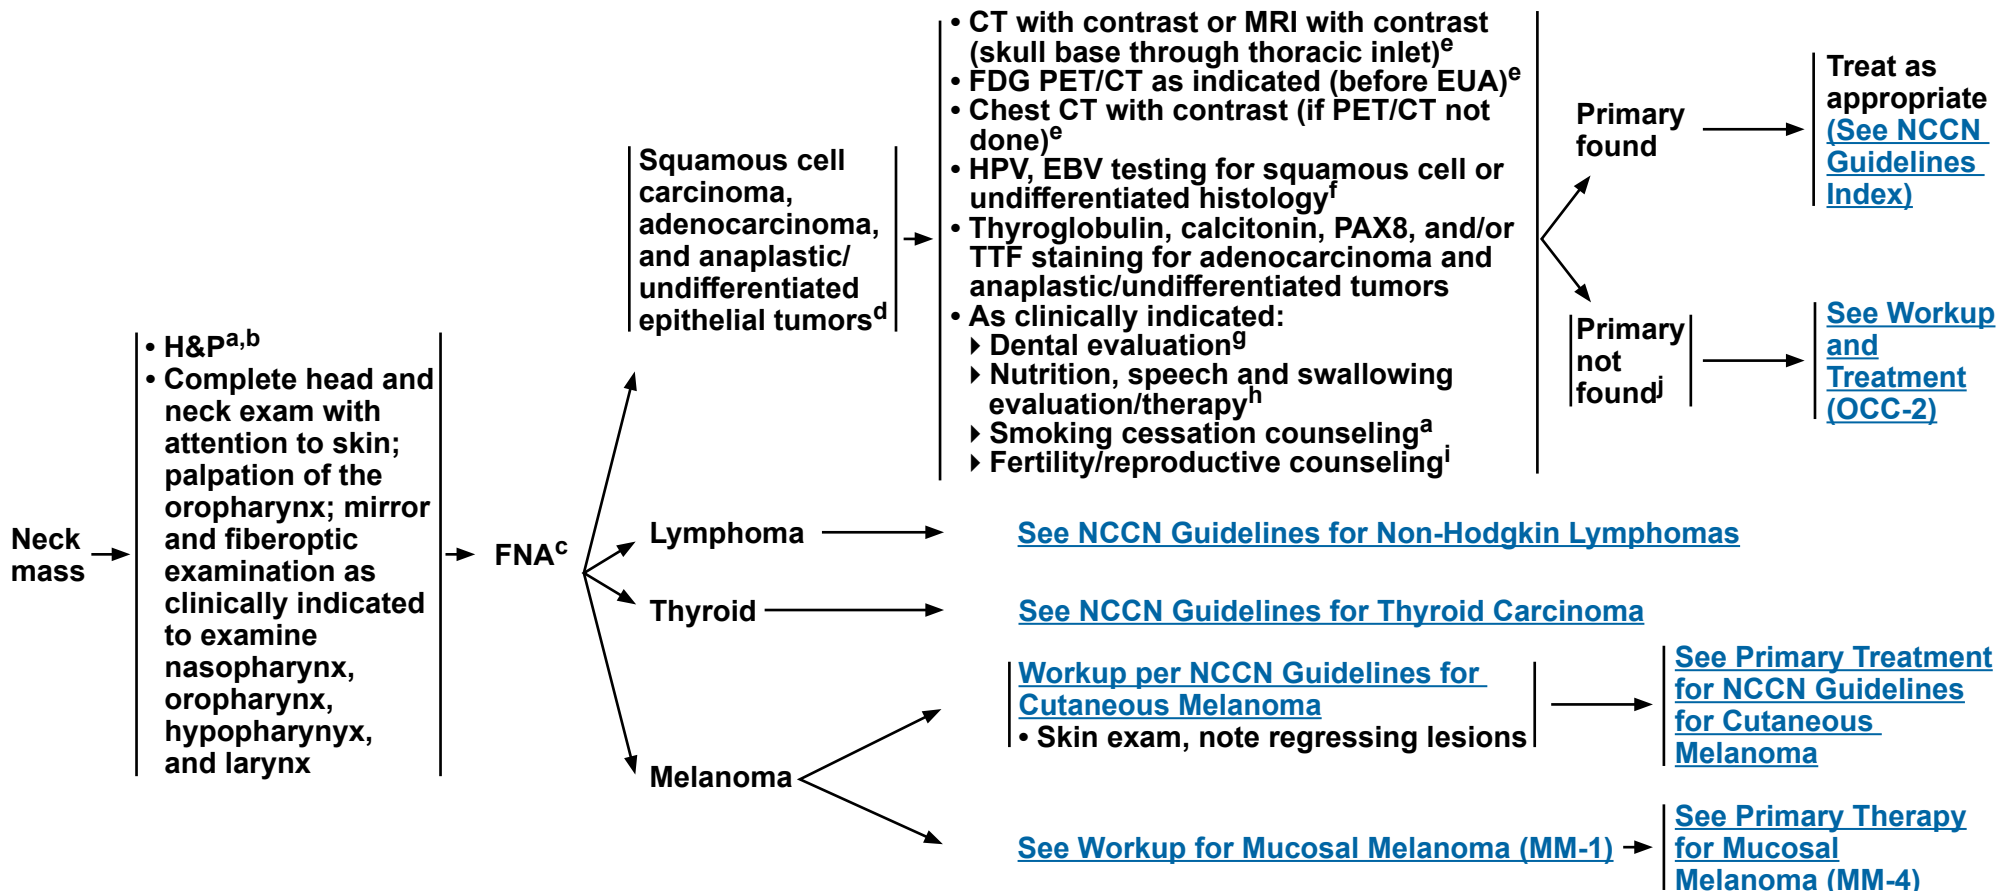 Neck
mass
• H&Pa,b
• Complete head and
neck exam with
attention to skin;
palpation of the
oropharynx; mirror
and fiberoptic
examination as
clinically indicated
to examine
nasopharynx,
oropharynx,
hypopharynyx,
and larynx
FNAc
Squamous cell
carcinoma,
adenocarcinoma,
and anaplastic/
undifferentiated
epithelial tumorsd
• CT with contrast or MRI with contrast
(skull base through thoracic inlet)e
• FDG PET/CT as indicated (before EUA)e
• Chest CT with contrast (if PET/CT not
done)e
• HPV, EBV testing for squamous cell or
undifferentiated histologyf
• Thyroglobulin, calcitonin, PAX8, and/or
TTF staining for adenocarcinoma and
anaplastic/undifferentiated tumors
• As clinically indicated:
‣ Dental evaluationg
‣ Nutrition, speech and swallowing
evaluation/therapyh
‣ Smoking cessation counselinga
‣ Fertility/reproductive counselingi
Primary
found
Treat as
appropriate
(See NCCN
Guidelines
Index)
Primary
not
foundj
See Workup
and
Treatment
(OCC-2)
Lymphoma
See NCCN Guidelines for Non-Hodgkin Lymphomas
Thyroid
See NCCN Guidelines for Thyroid Carcinoma
Melanoma
Workup per NCCN Guidelines for
Cutaneous Melanoma
• Skin exam, note regressing lesions
See Primary Treatment
for NCCN Guidelines
for Cutaneous
Melanoma
See Workup for Mucosal Melanoma (MM-1)
See Primary Therapy
for Mucosal
Melanoma (MM-4)